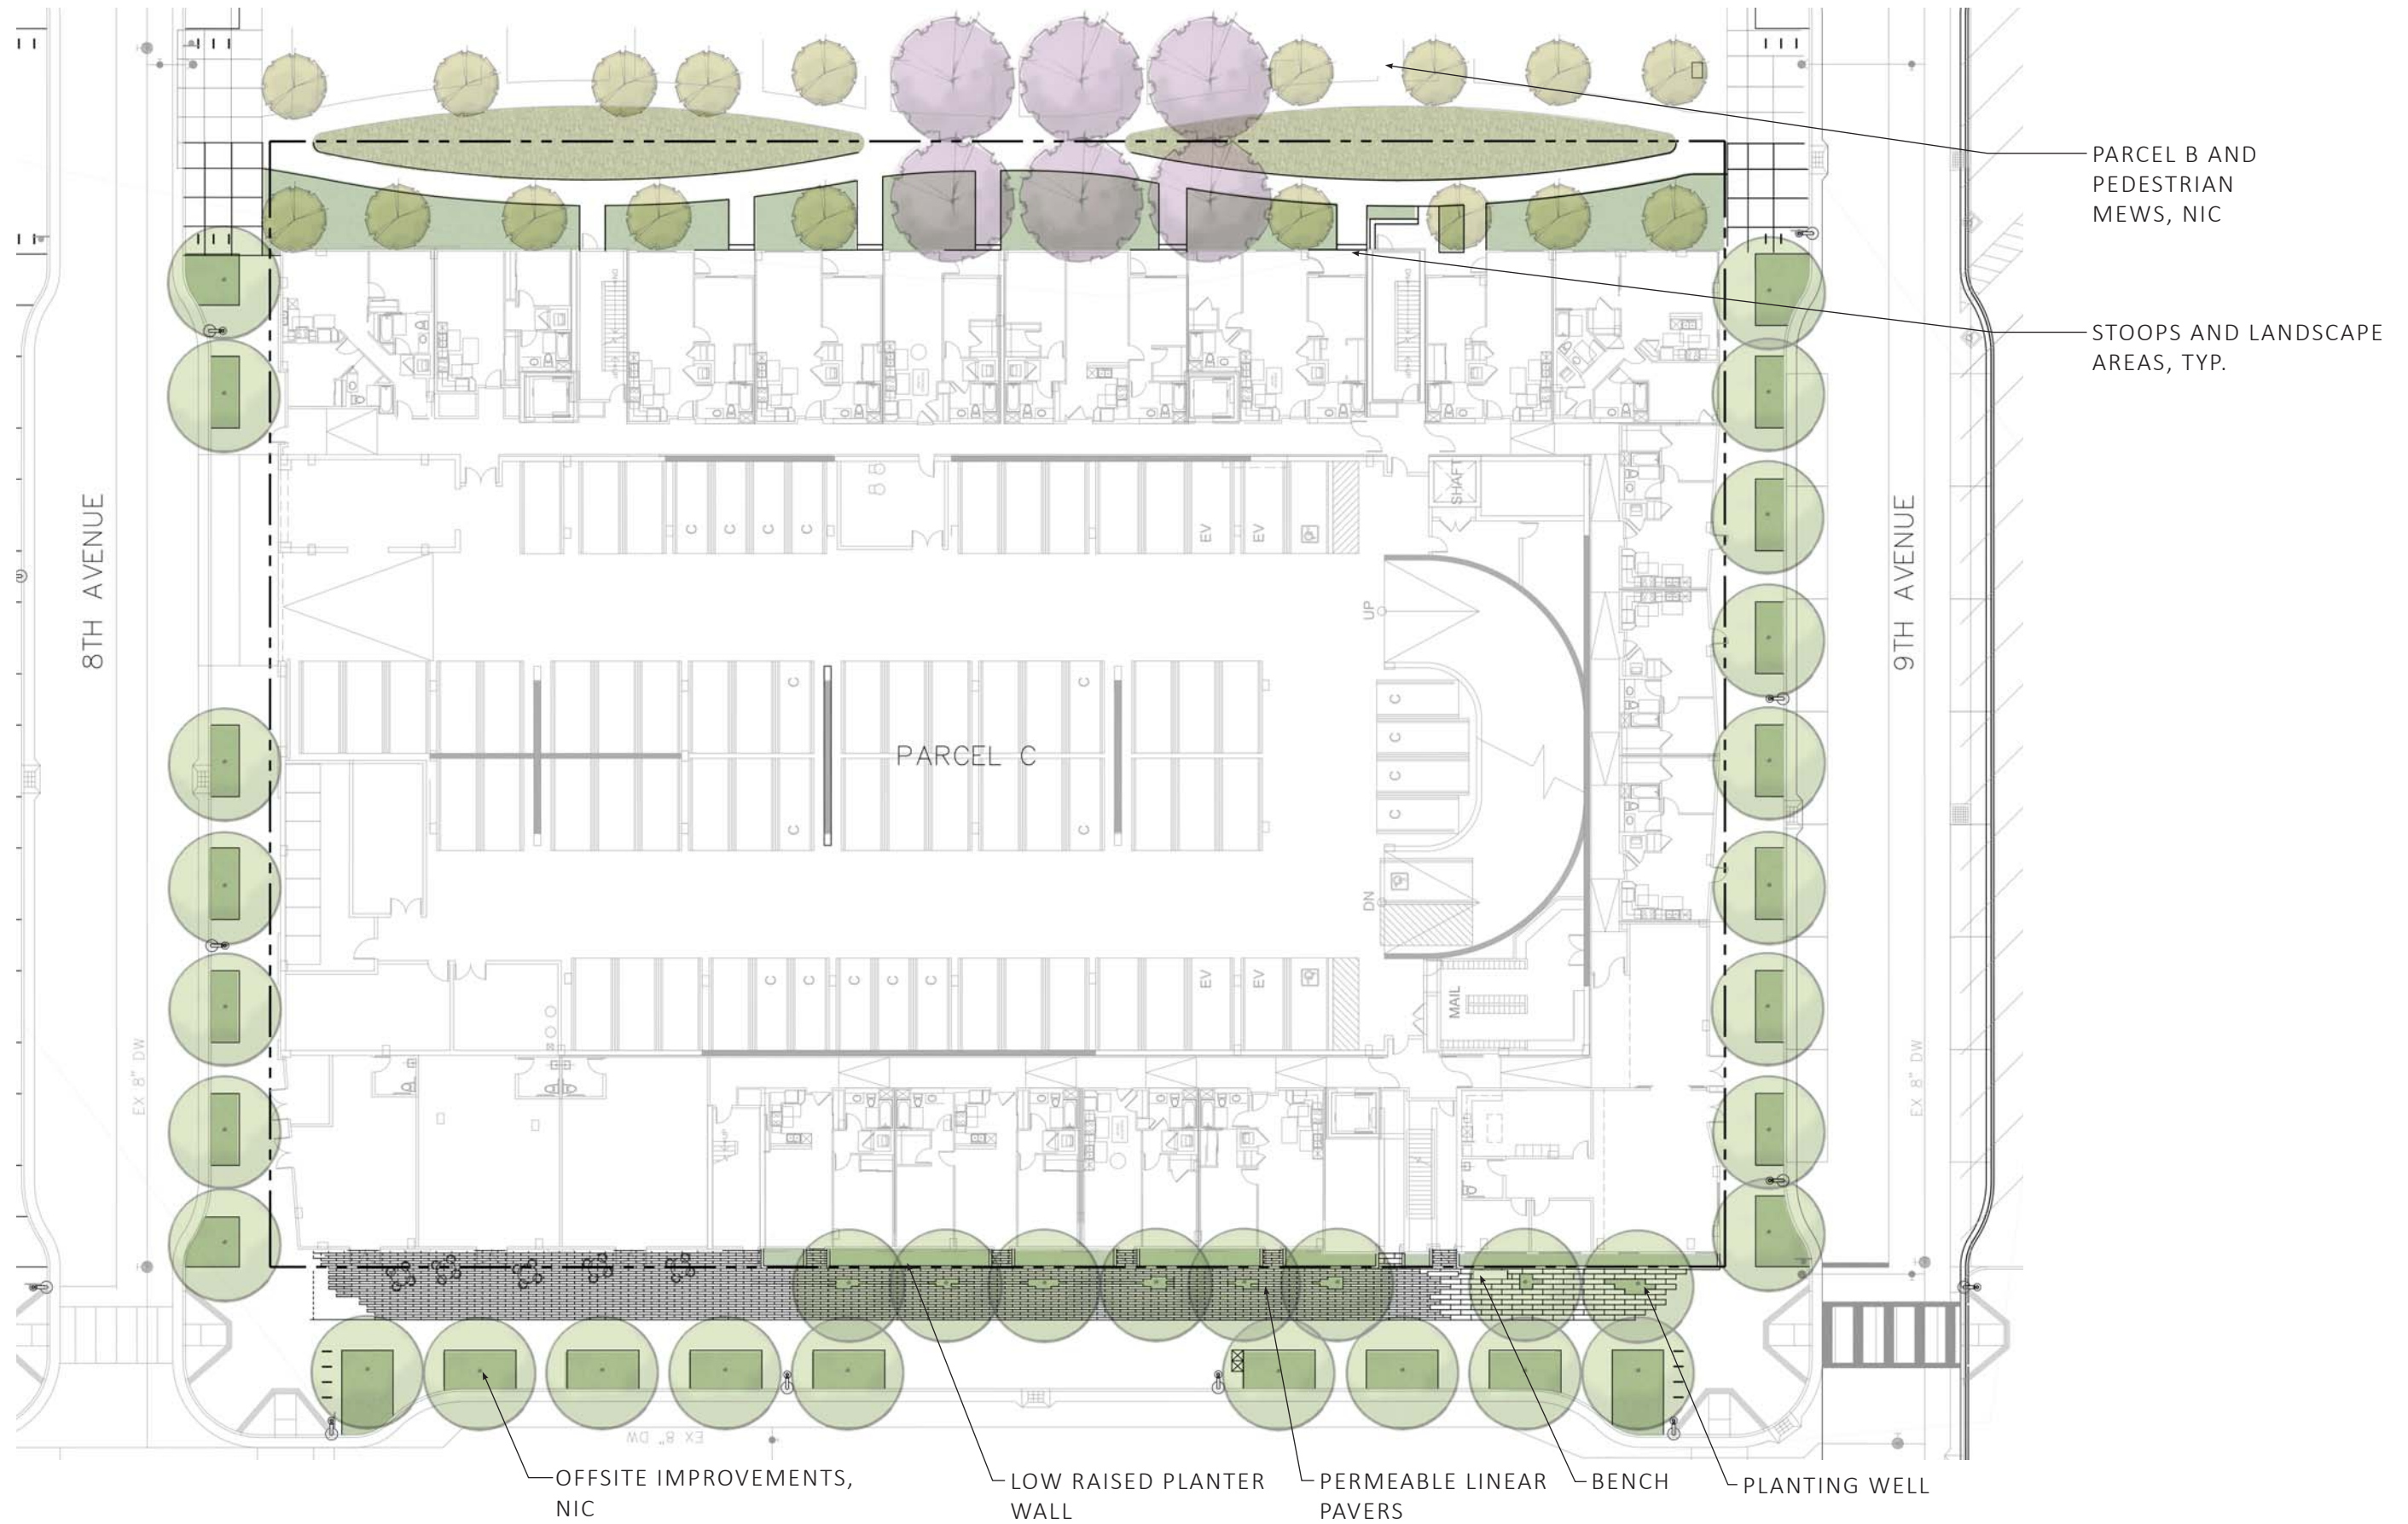 PARCEL B AND
PEDESTRIAN
MEWS, NIC
STOOPS AND LANDSCAPE
AREAS, TYP.
8TH AVENUE
9TH AVENUE
SHAFT
C
C
C
C
EV
EV
UP
C
C
C
C
C
C
PARCEL C
C
C
DN
C
C
C
C
C
EV
EV
MAIL
EX 8" DW
EX 8" DW
EX 8" DW
OFFSITE IMPROVEMENTS,
NIC
LOW RAISED PLANTER
WALL
PERMEABLE LINEAR
PAVERS
BENCH
PLANTING WELL